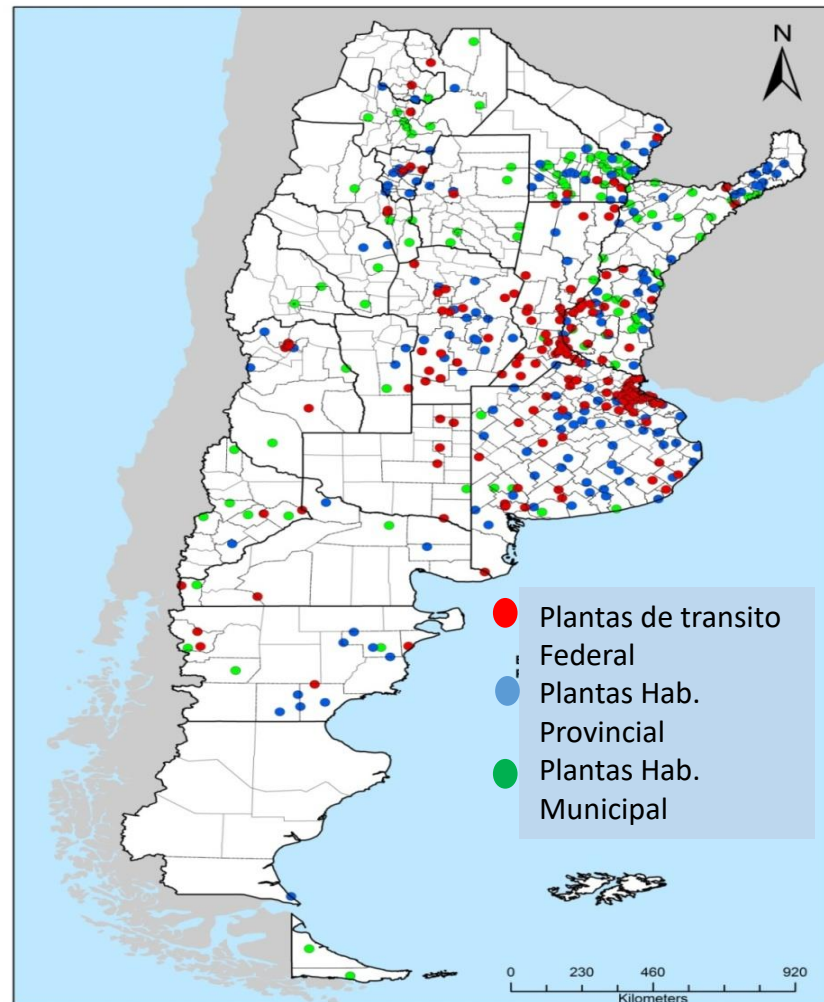 N
Plantas de transito
Federal
Plantas Hab.
Provincial
Plantas Hab.
Municipal
0 230 460 920
Kilometers